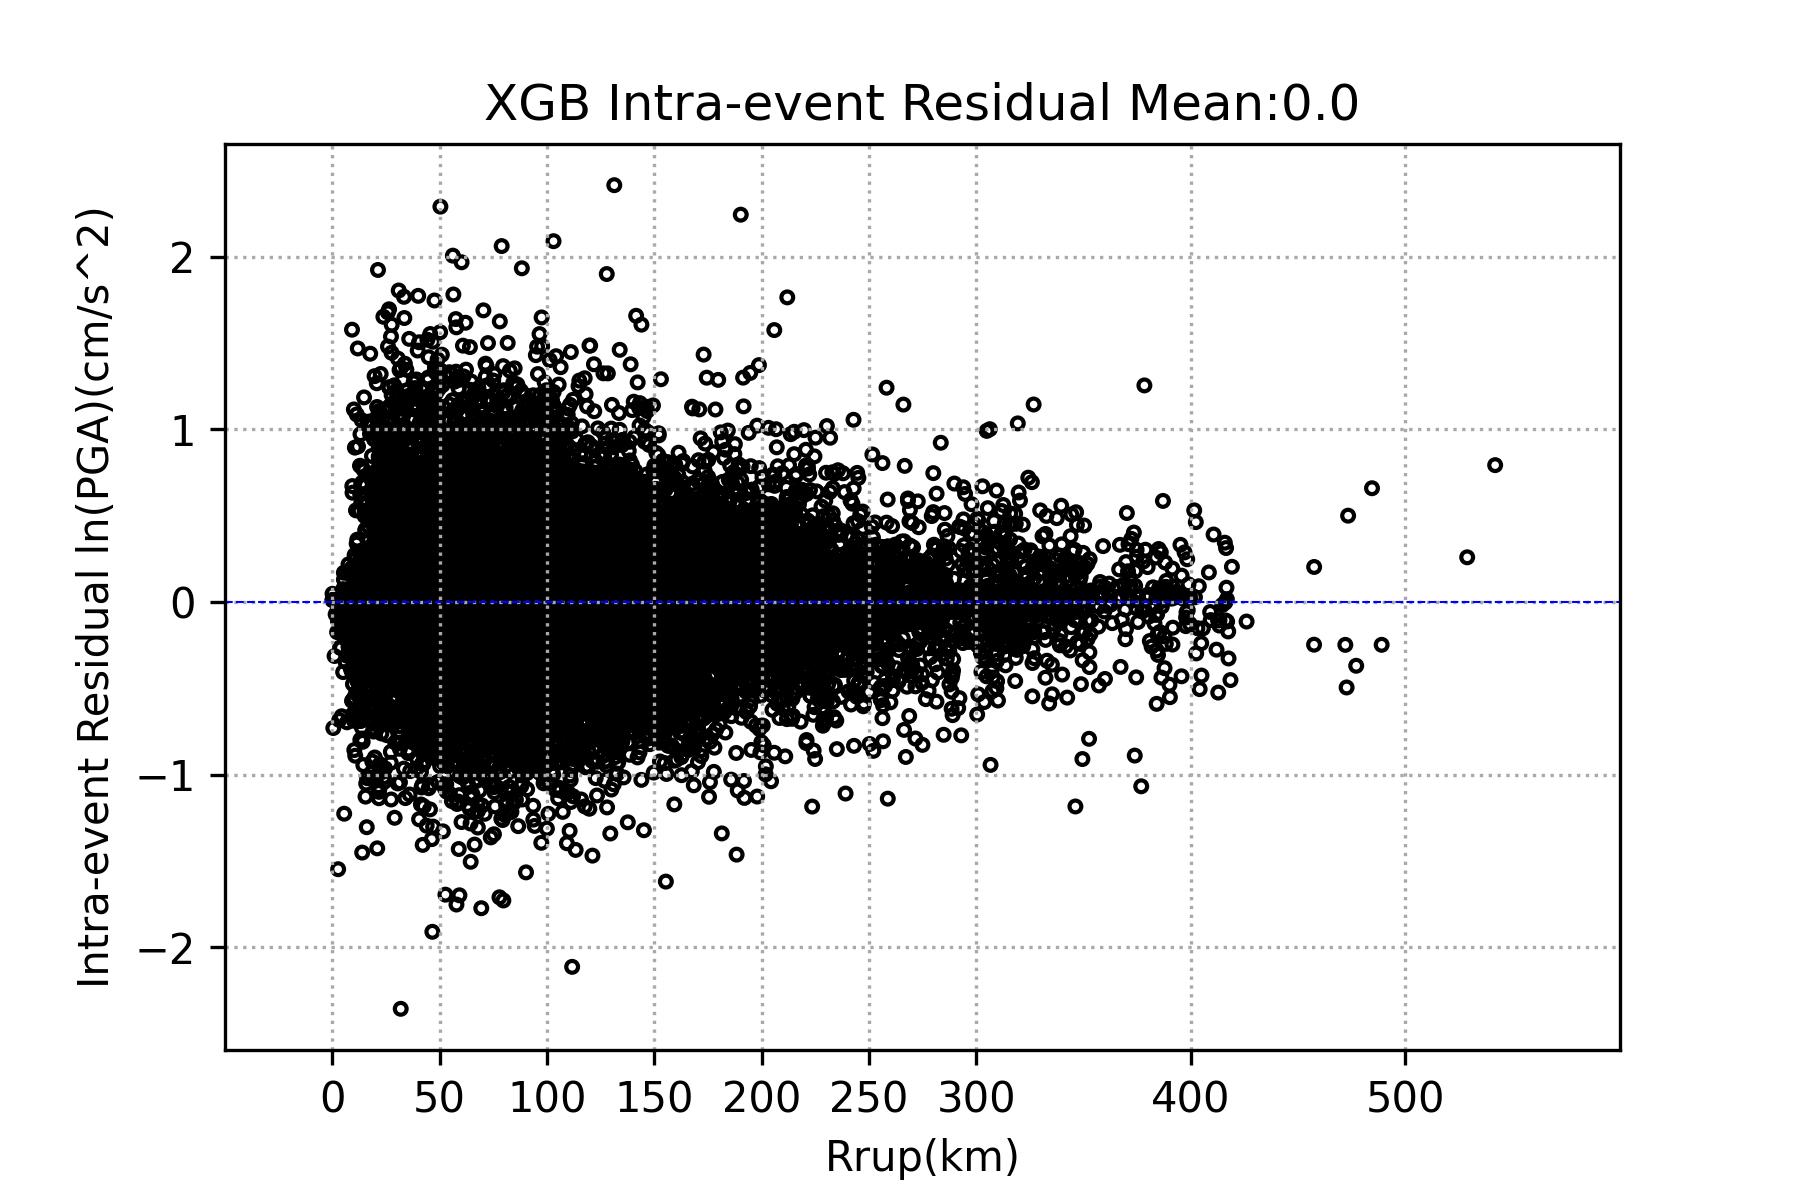 XGB Intra-event Residual Mean:0.0
Intra-event Residual ln(PGA)(cm/s^2)
2
1
0
−1
−2
0 50 100 150 200 250 300 400 500
Rrup(km)